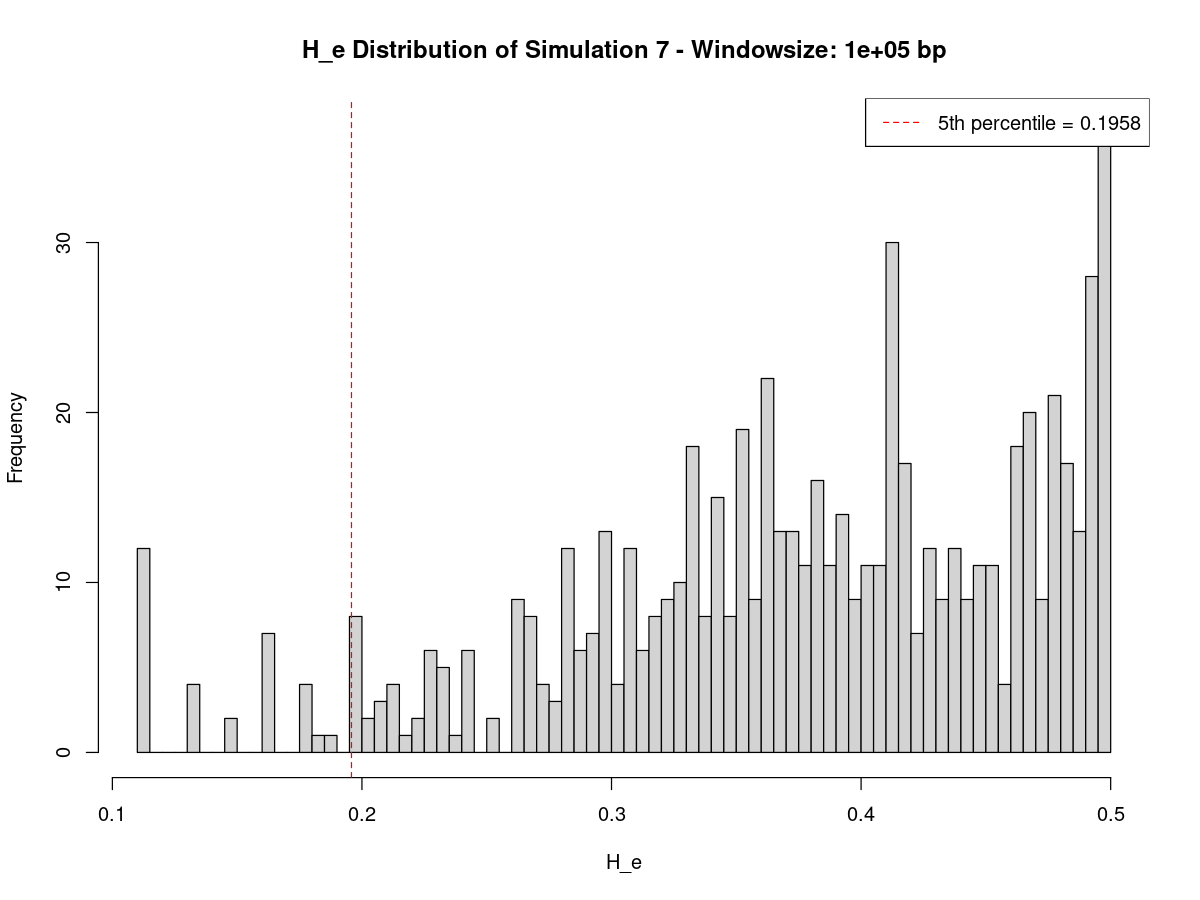 H_e Distribution of Simulation 7 - Windowsize: 1e+05 bp
5th percentile = 0.1958
30
20
10
0
Frequency
0.1
0.2
0.3
0.4
0.5
H_e